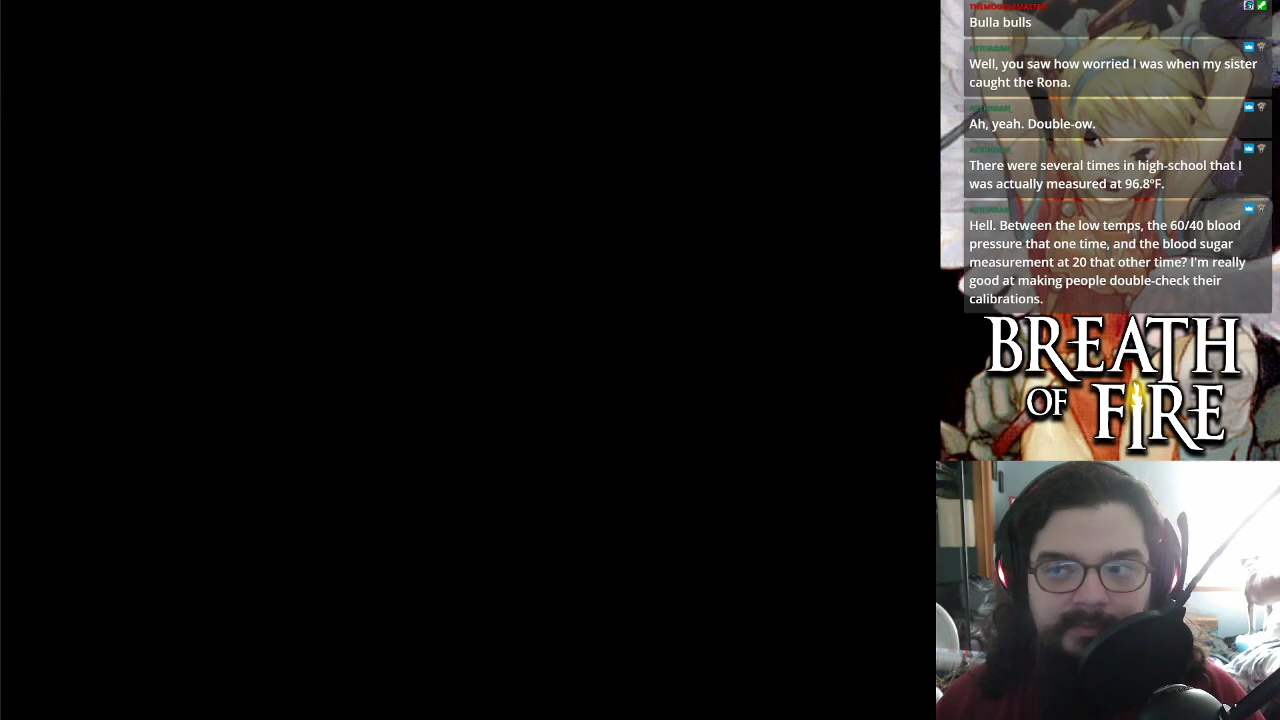 Bulla bulls
Well, you saw how worried I was when my sister
caught the Rona.
Ah, yeah. Double-ow.
There were several times in high-school that I
was actually measured at 96.8°F.
Hell. Between the low temps, the 60/40 blood
pressure that one time, and the blood sugar
measurement at 20 that other time? I'm really
good at making people double-check their
calibrations.
BREATH
OF FIRE